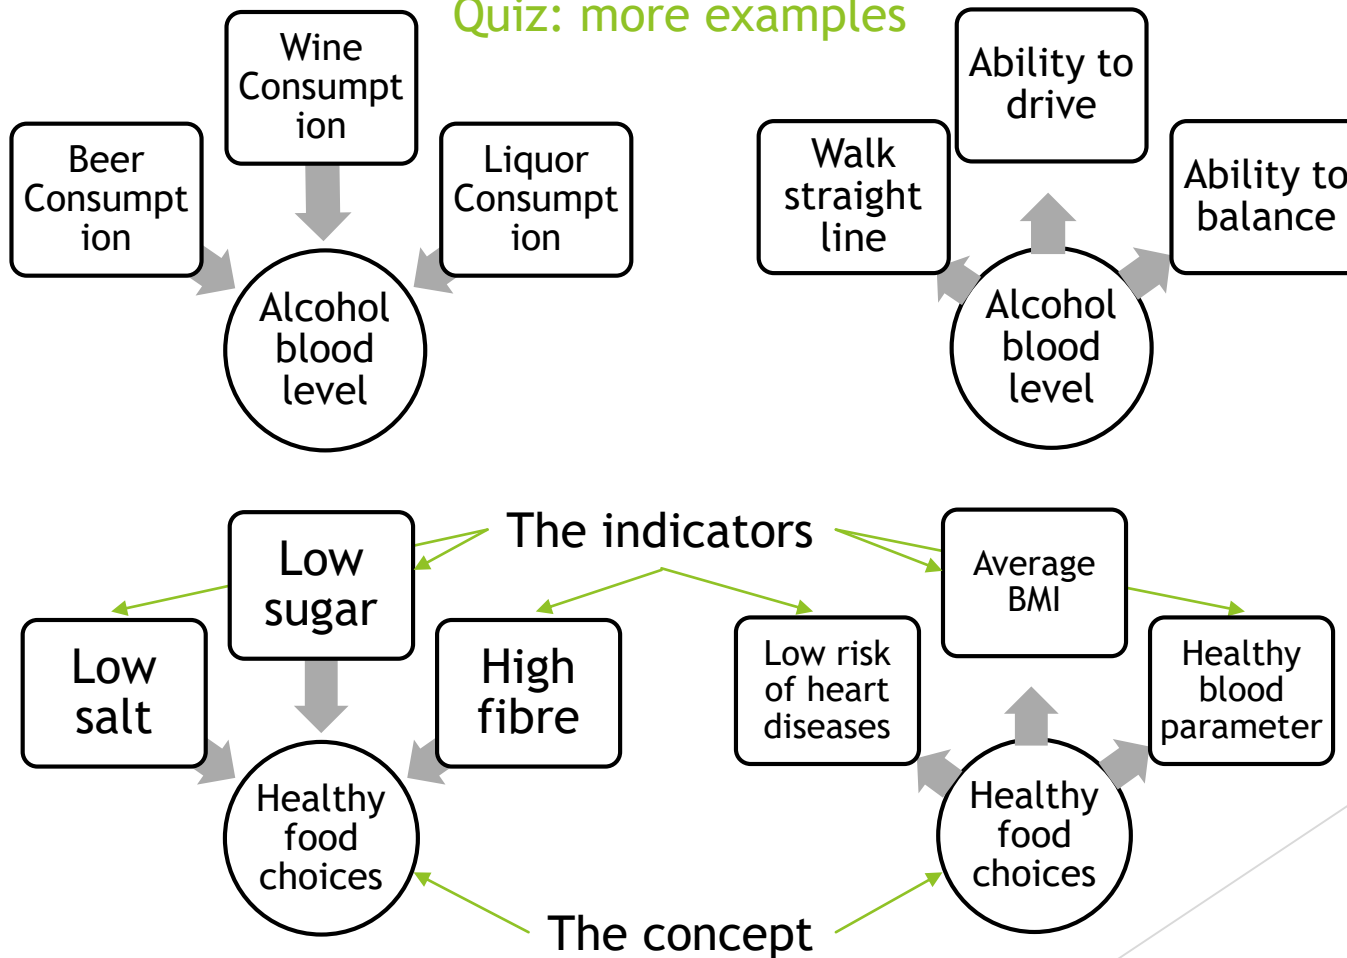 Quiz: more examples
Wine
Consumpt
ion
Beer
Consumpt
ion
Liquor
Consumpt
ion
Alcohol
blood
level
Ability to
drive
Walk
straight
line
Ability to
balance
Alcohol
blood
level
The indicators
Low
sugar
Low
salt
High
fibre
Healthy
food
choices
Average
BMI
Low risk
of heart
diseases
Healthy
blood
parameter
Healthy
food
choices
The concept